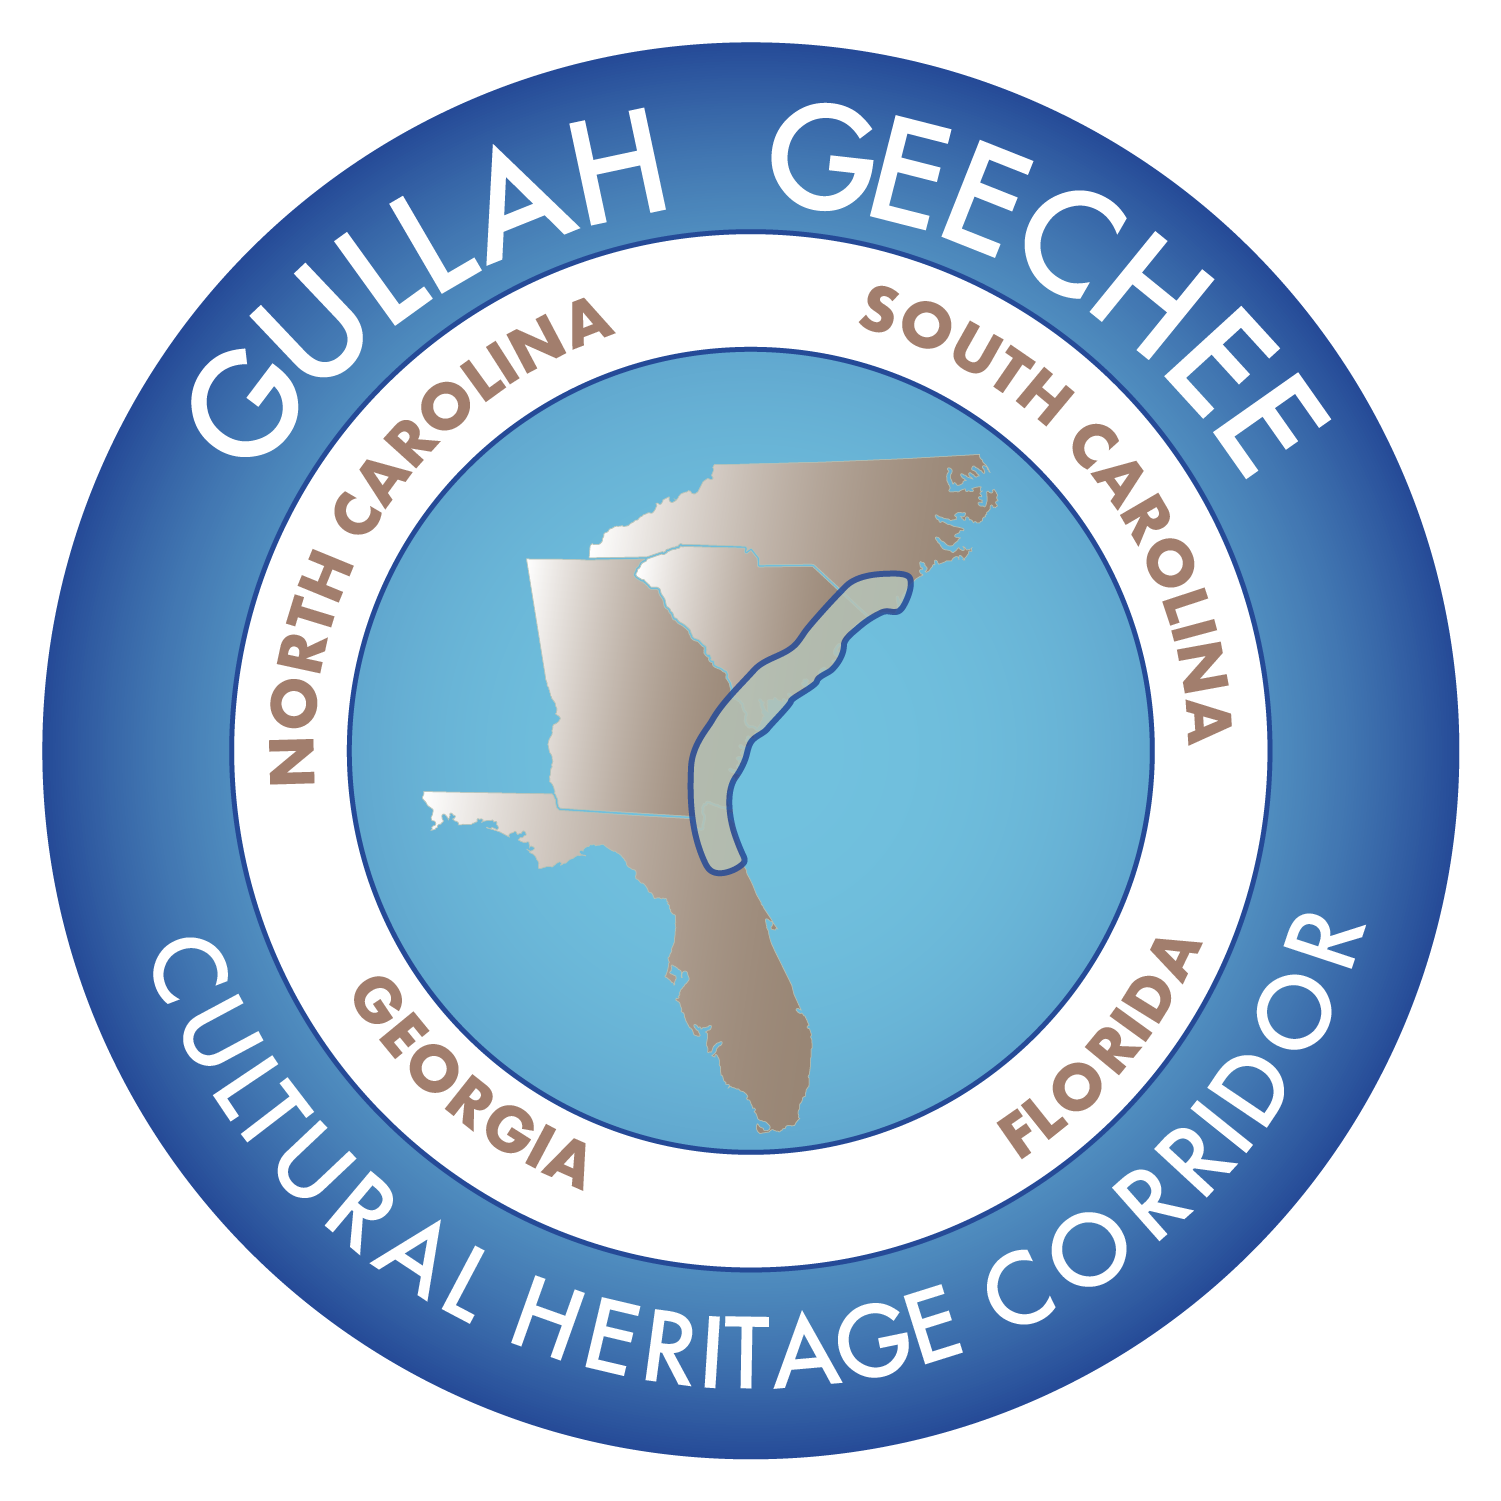 GULLAH GEECHEE
NORTH CAROLINA
SOUTH CAROLINA
GEORGIA
FLORIDA
CULTURAL HERITAGE CORRIDOR